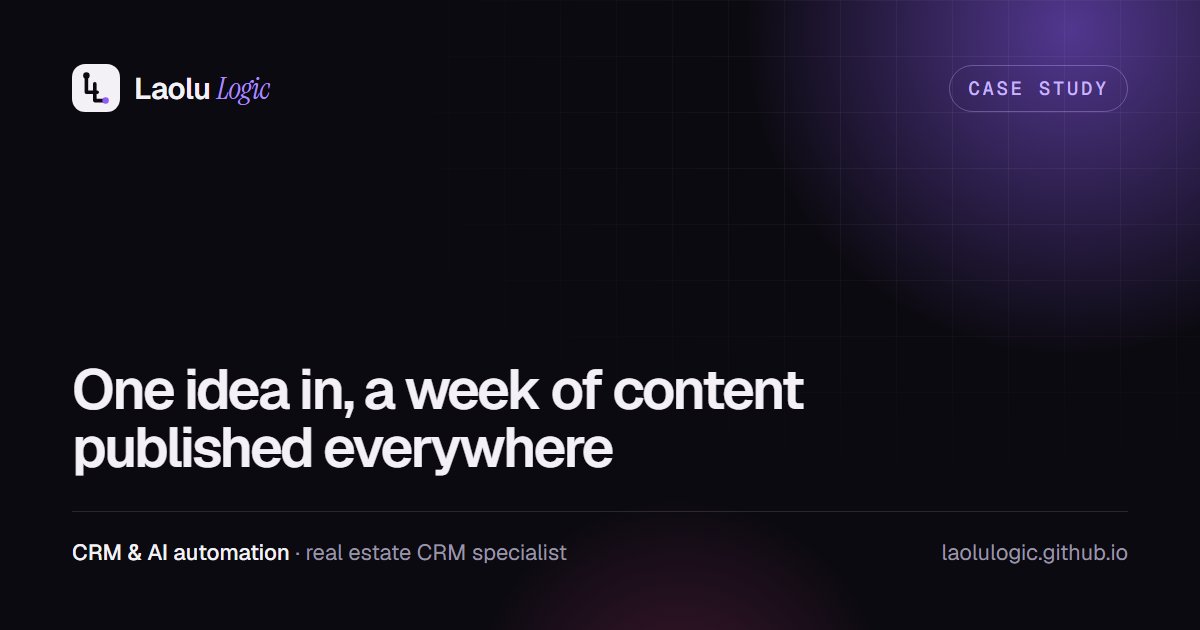 Laolu Logic
CASE STUDY
One idea in, a week of content
published everywhere
CRM & AI automation · real estate CRM specialist
laolulogic.github.io